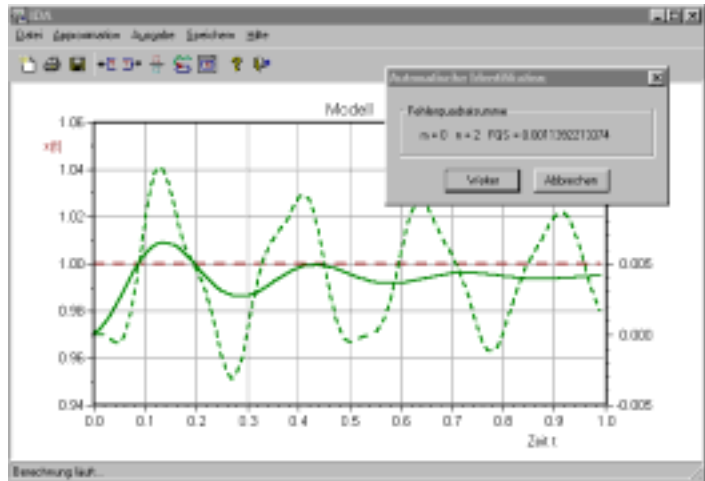 IDA
Datei Approximation Ausgabe Speichern Hilfe
Automatische Identifikation
Fehlerquadratsumme
m = 0 n = 2 FQS = 0.0011392213374
Weiter Abbrechen
Modell
x(t)
1.06
1.04
1.02
1.00
0.98
0.96
0.94
0.005
0.000
-0.005
0.0 0.1 0.2 0.3 0.4 0.5 0.6 0.7 0.8 0.9 1.0
Zeit t
Berechnung läuft...